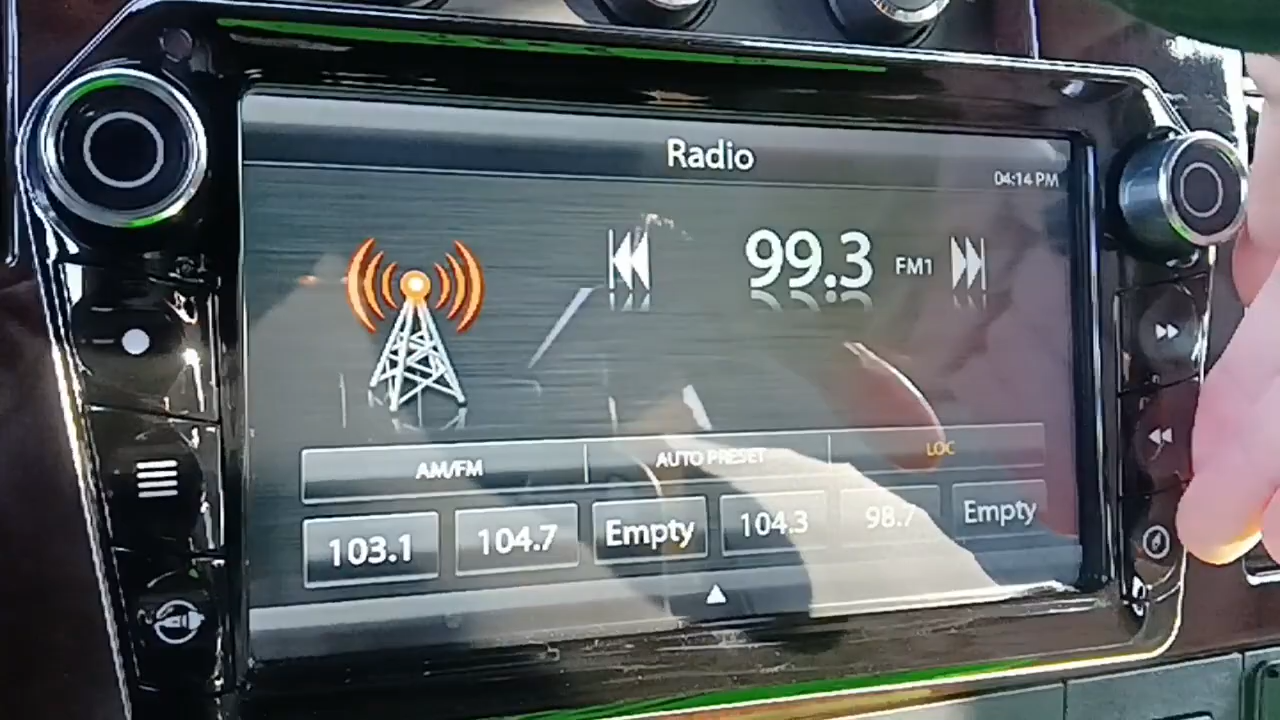 Radio
04:14 PM
99.3 FM1
AM/FM AUTO PRESET LOC
103.1 104.7 Empty 104.3 98.7 Empty